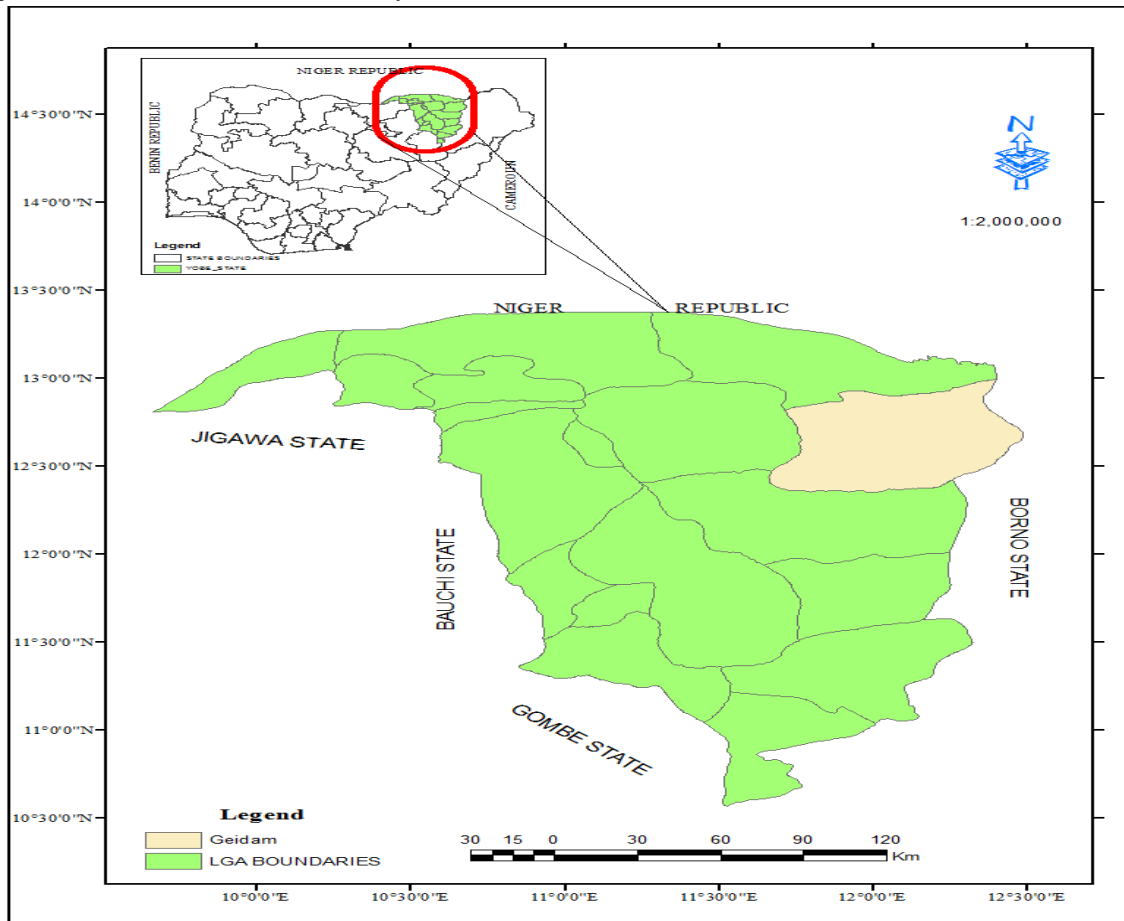 NIGER REPUBLIC
BENIN REPUBLIC
CAMEROUN
Legend
STATE BOUNDARIES
YOBE_STATE
N
1:2,000,000
14°30'0"N
14°0'0"N
13°30'0"N
13°0'0"N
12°30'0"N
12°0'0"N
11°30'0"N
11°0'0"N
10°30'0"N
NIGER REPUBLIC
JIGAWA STATE
BAUCHI STATE
BORNO STATE
GOMBE STATE
Legend
Geidam
LGA BOUNDARIES
30 15 0 30 60 90 120
Km
10°0'0"E 10°30'0"E 11°0'0"E 11°30'0"E 12°0'0"E 12°30'0"E